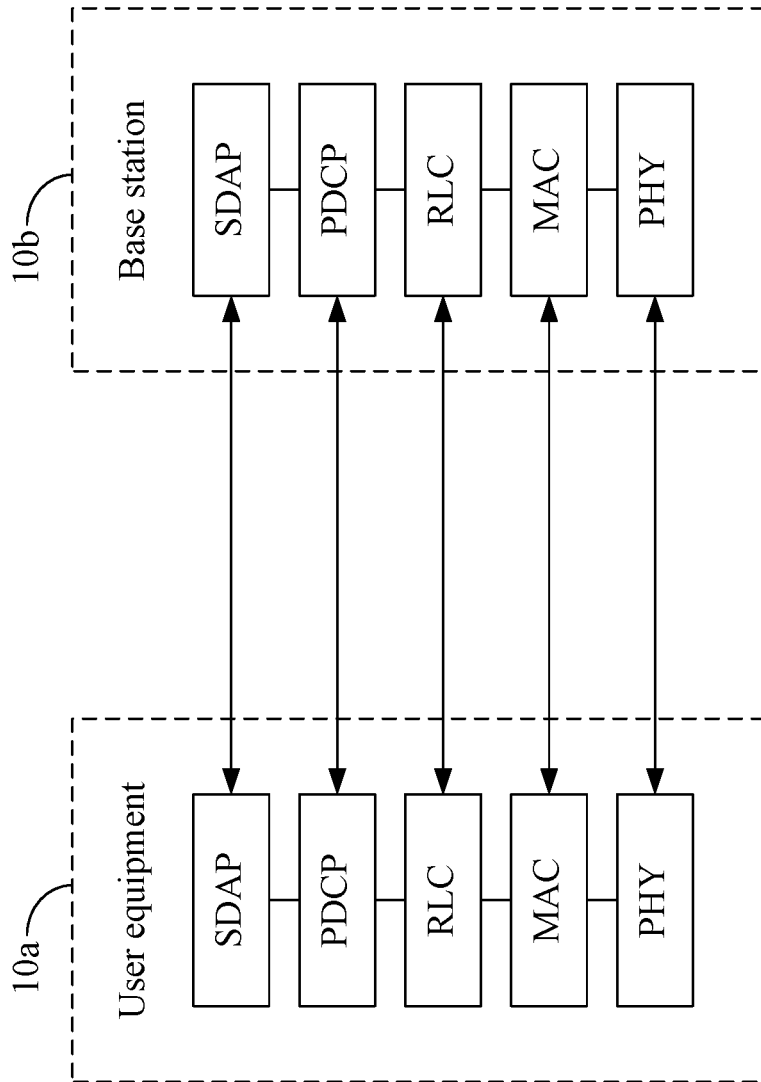 10a
User equipment
SDAP
PDCP
RLC
MAC
PHY
10b
Base station
SDAP
PDCP
RLC
MAC
PHY